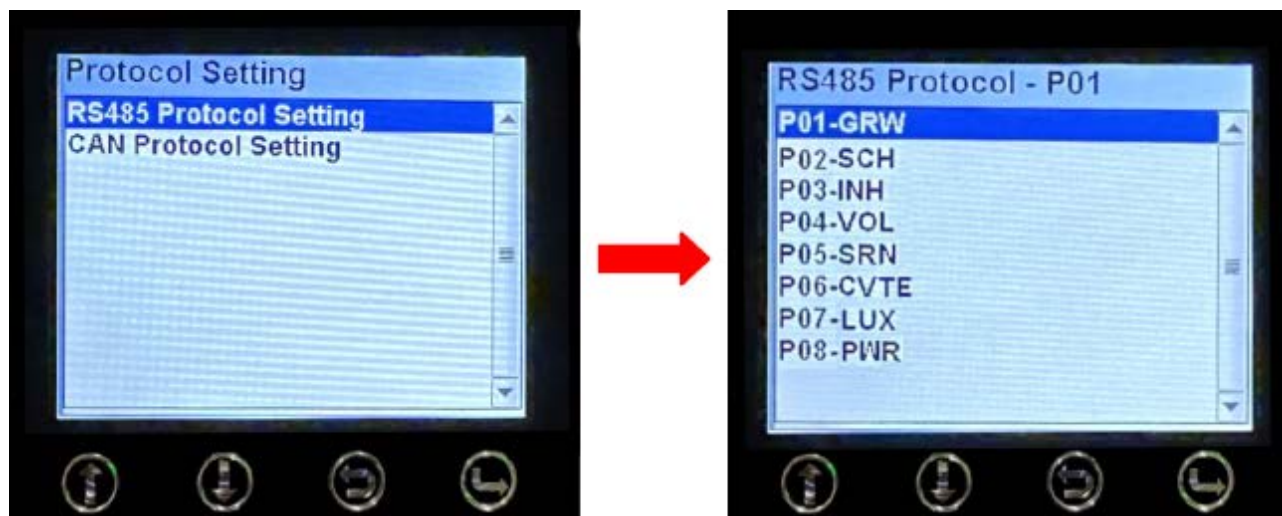 Protocol Setting
RS485 Protocol Setting
CAN Protocol Setting
RS485 Protocol - P01
P01-GRW
P02-SCH
P03-INH
P04-VOL
P05-SRN
P06-CVTE
P07-LUX
P08-PWR